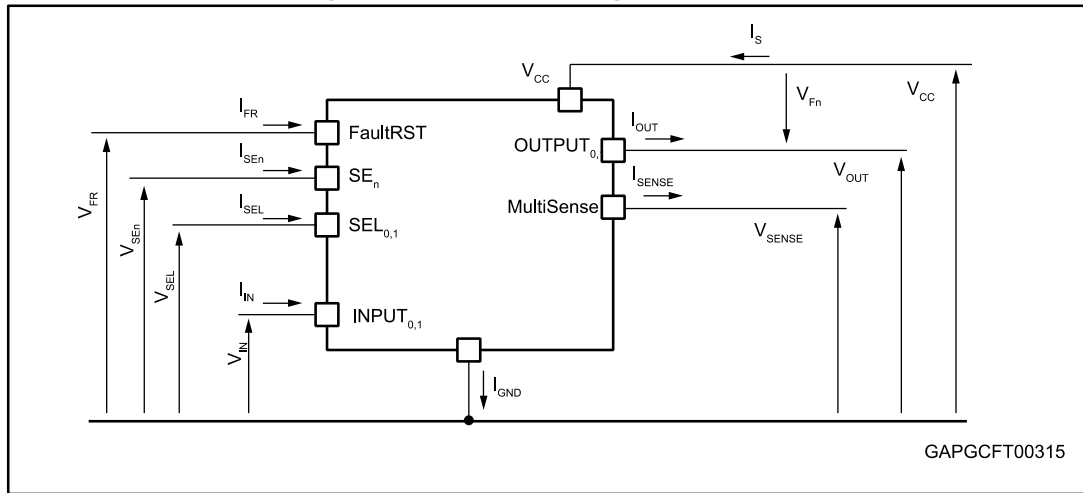 I_S
V_CC
V_Fn
V_CC
I_FR
FaultRST
I_OUT
OUTPUT_0,
I_SEn
SE_n
V_OUT
I_SENSE
MultiSense
V_FR
I_SEL
SEL_0,1
V_SEn
V_SENSE
V_SEL
I_IN
INPUT_0,1
V_IN
I_GND
GAPGCFT00315